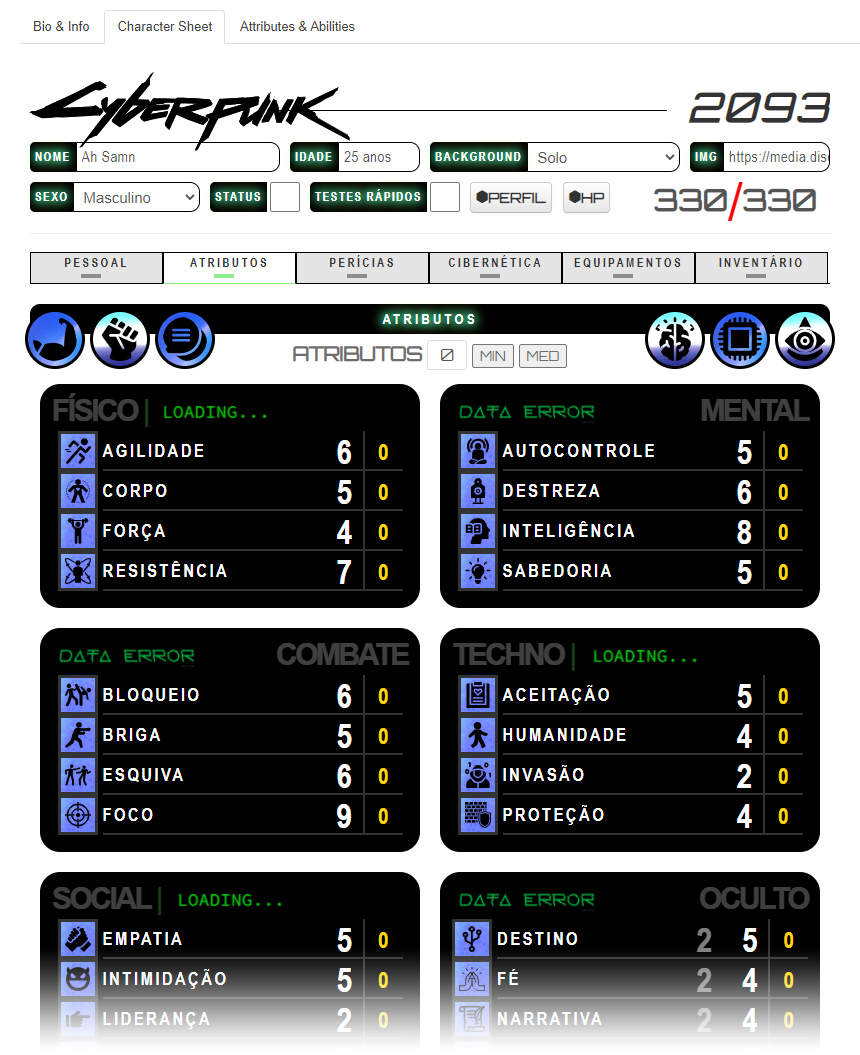 Bio & Info Character Sheet Attributes & Abilities
Cyberpunk 2093
NOME Ah Samn IDADE 25 anos BACKGROUND Solo IMG https://media.dis
SEXO Masculino STATUS TESTES RÁPIDOS PERFIL HP 330/330
PESSOAL ATRIBUTOS PERÍCIAS CIBERNÉTICA EQUIPAMENTOS INVENTÁRIO
ATRIBUTOS
ATRIBUTOS 0 MIN MED
FÍSICO LOADING...
AGILIDADE 6 0
CORPO 5 0
FORÇA 4 0
RESISTÊNCIA 7 0
DATA ERROR MENTAL
AUTOCONTROLE 5 0
DESTREZA 6 0
INTELIGÊNCIA 8 0
SABEDORIA 5 0
DATA ERROR COMBATE
BLOQUEIO 6 0
BRIGA 5 0
ESQUIVA 6 0
FOCO 9 0
TECHNO LOADING...
ACEITAÇÃO 5 0
HUMANIDADE 4 0
INVASÃO 2 0
PROTEÇÃO 4 0
SOCIAL LOADING...
EMPATIA 5 0
INTIMIDAÇÃO 5 0
LIDERANÇA 2 0
DATA ERROR OCULTO
DESTINO 2 5 0
FÉ 2 4 0
NARRATIVA 2 4 0